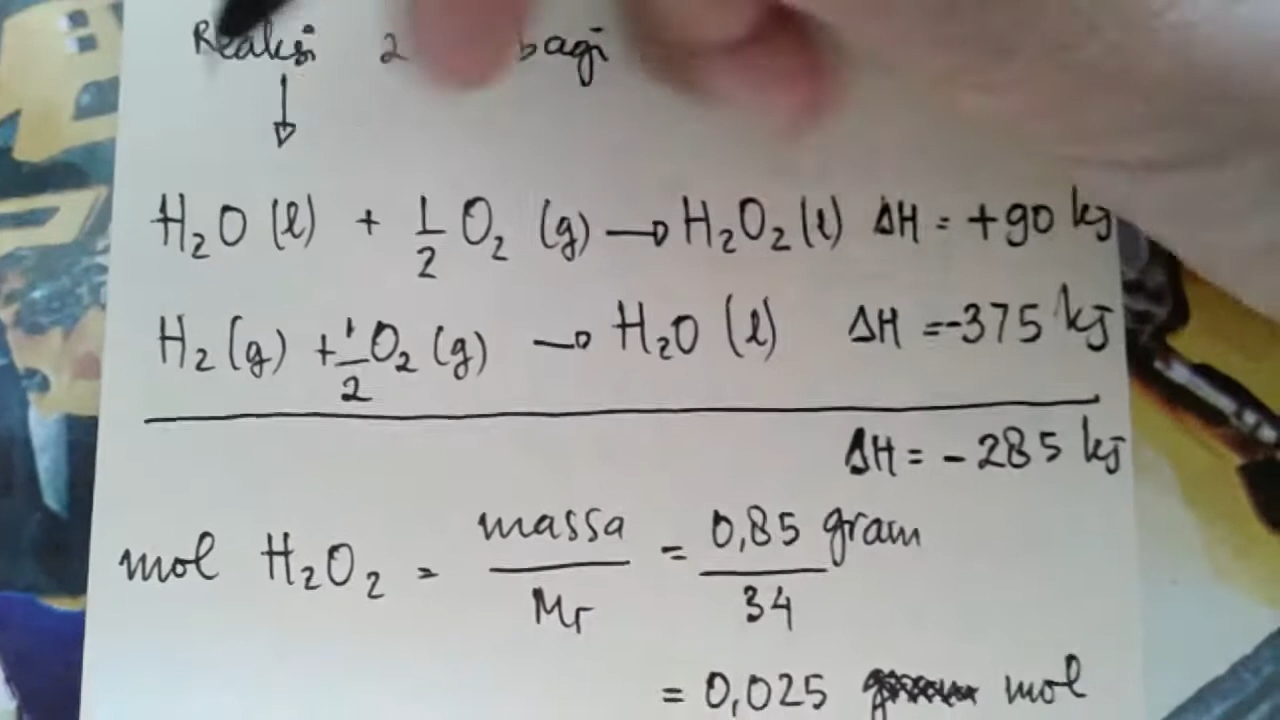 Reaksi 2 bagi
↓
H₂O (l) + 1/2 O₂ (g) → H₂O₂ (l) ΔH = +90 kj
H₂ (g) + 1/2 O₂ (g) → H₂O (l) ΔH = -375 kj
ΔH = - 285 kj
mol H₂O₂ = massa/Mr = 0,85 gram/34
= 0,025 mol